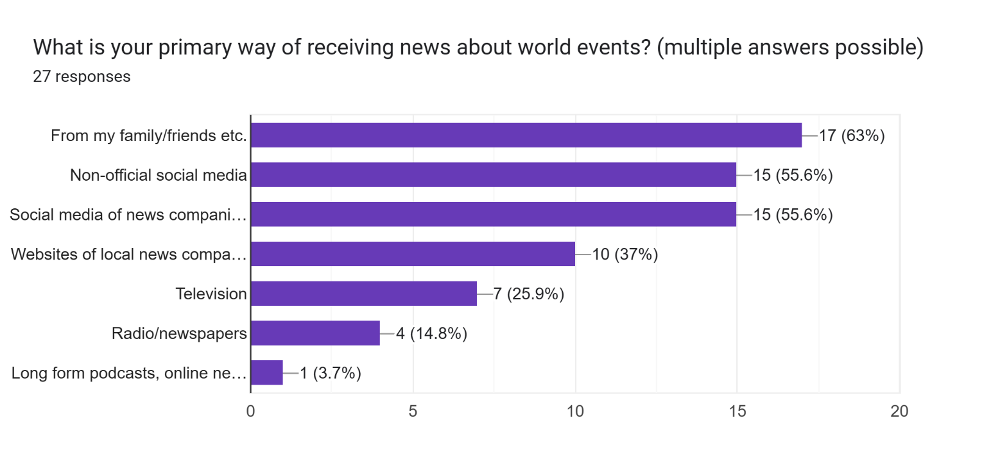 What is your primary way of receiving news about world events? (multiple answers possible)
27 responses
From my family/friends etc.
17 (63%)
Non-official social media
15 (55.6%)
Social media of news compani…
15 (55.6%)
Websites of local news compa…
10 (37%)
Television
7 (25.9%)
Radio/newspapers
4 (14.8%)
Long form podcasts, online ne…
1 (3.7%)
0 5 10 15 20